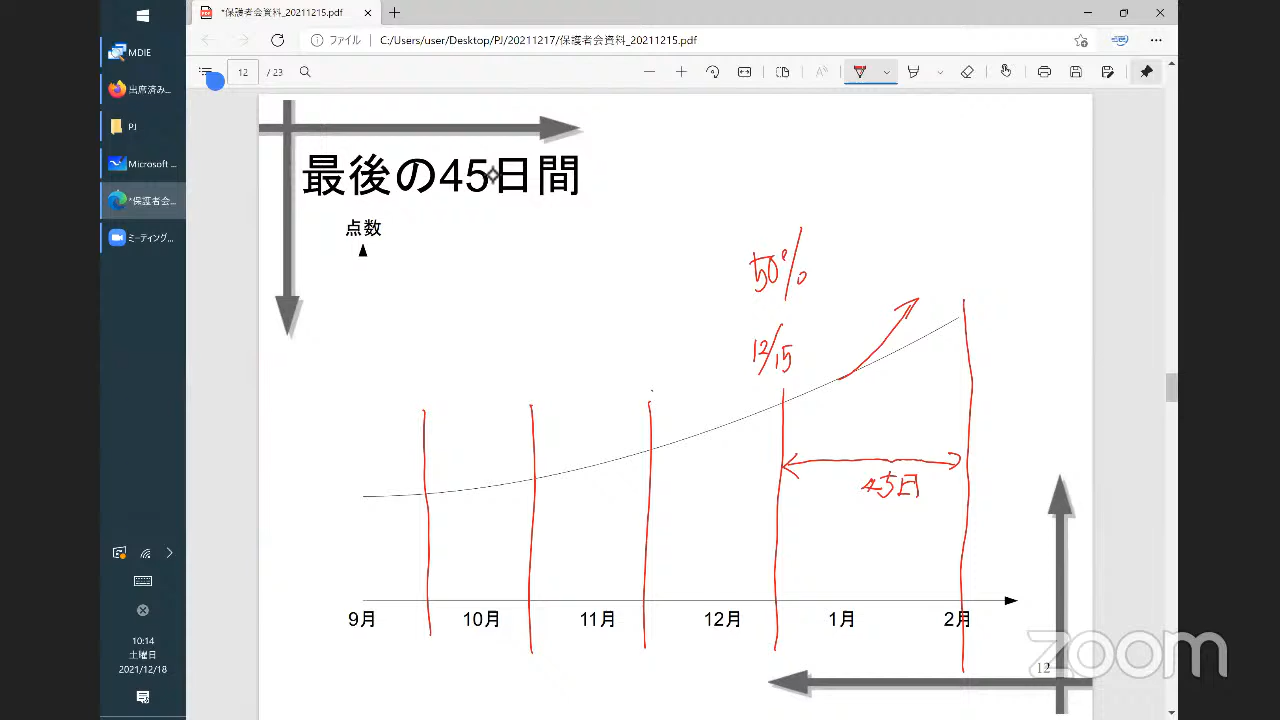 *保護者会資料_20211215.pdf
ファイル
C:/Users/user/Desktop/PJ/20211217/保護者会資料_20211215.pdf
12 / 23
MDIE
出席済み...
PJ
Microsoft ...
*保護者会...
ミーティング...
最後の45日間
点数
50%
12/15
45日
9月 10月 11月 12月 1月 2月
12
zoom
10:14
土曜日
2021/12/18